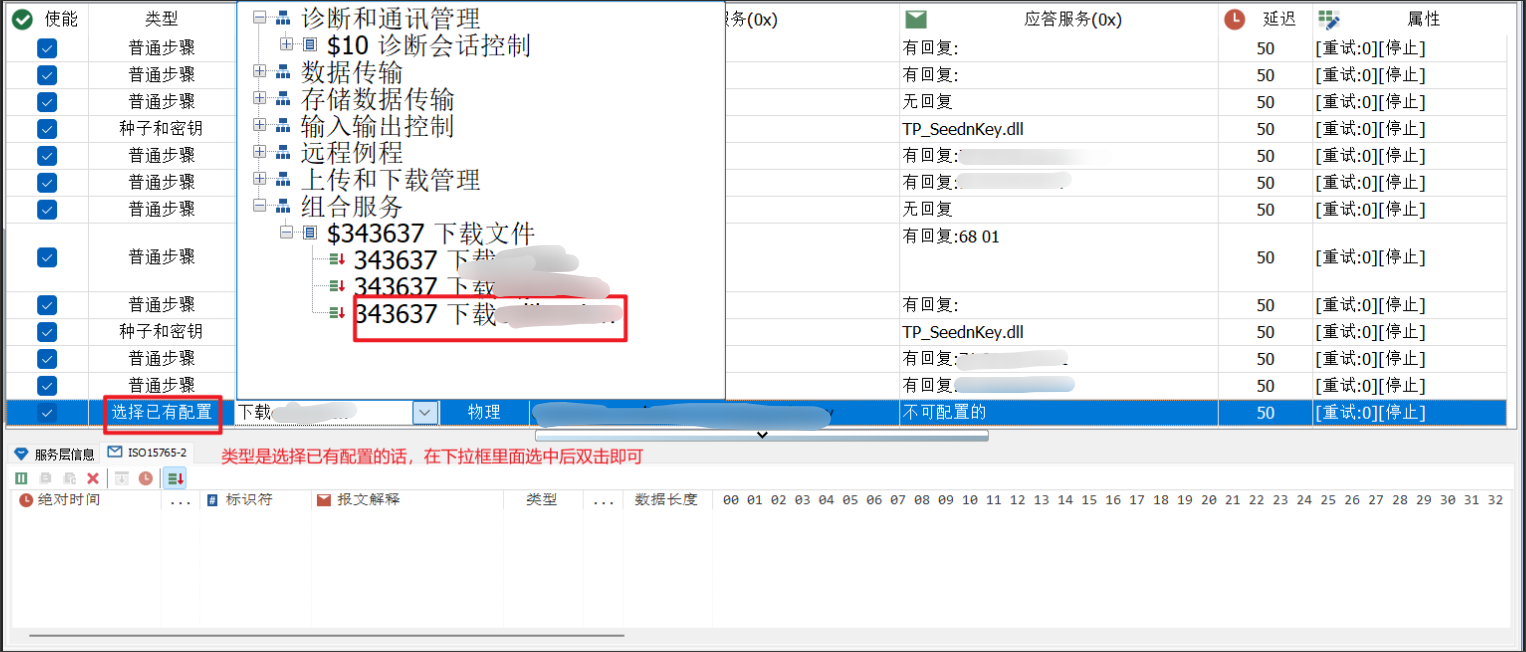 使能 类型 务(0x) 应答服务(0x) 延迟 属性
诊断和通讯管理
普通步骤 $10 诊断会话控制 有回复: 50 [重试:0][停止]
普通步骤 数据传输 有回复: 50 [重试:0][停止]
普通步骤 存储数据传输 无回复 50 [重试:0][停止]
种子和密钥 输入输出控制 TP_SeednKey.dll 50 [重试:0][停止]
普通步骤 远程例程 有回复: 50 [重试:0][停止]
普通步骤 上传和下载管理 有回复: 50 [重试:0][停止]
普通步骤 组合服务 无回复 50 [重试:0][停止]
$343637 下载文件 有回复:68 01
普通步骤 343637 下载 50 [重试:0][停止]
343637 下载
普通步骤 343637 下载 有回复: 50 [重试:0][停止]
种子和密钥 TP_SeednKey.dll 50 [重试:0][停止]
普通步骤 有回复: 50 [重试:0][停止]
普通步骤 有回复: 50 [重试:0][停止]
选择已有配置 下载 物理 不可配置的 50 [重试:0][停止]
服务层信息 ISO15765-2 类型是选择已有配置的话，在下拉框里面选中后双击即可
绝对时间 ... 标识符 报文解释 类型 ... 数据长度 00 01 02 03 04 05 06 07 08 09 10 11 12 13 14 15 16 17 18 19 20 21 22 23 24 25 26 27 28 29 30 31 32